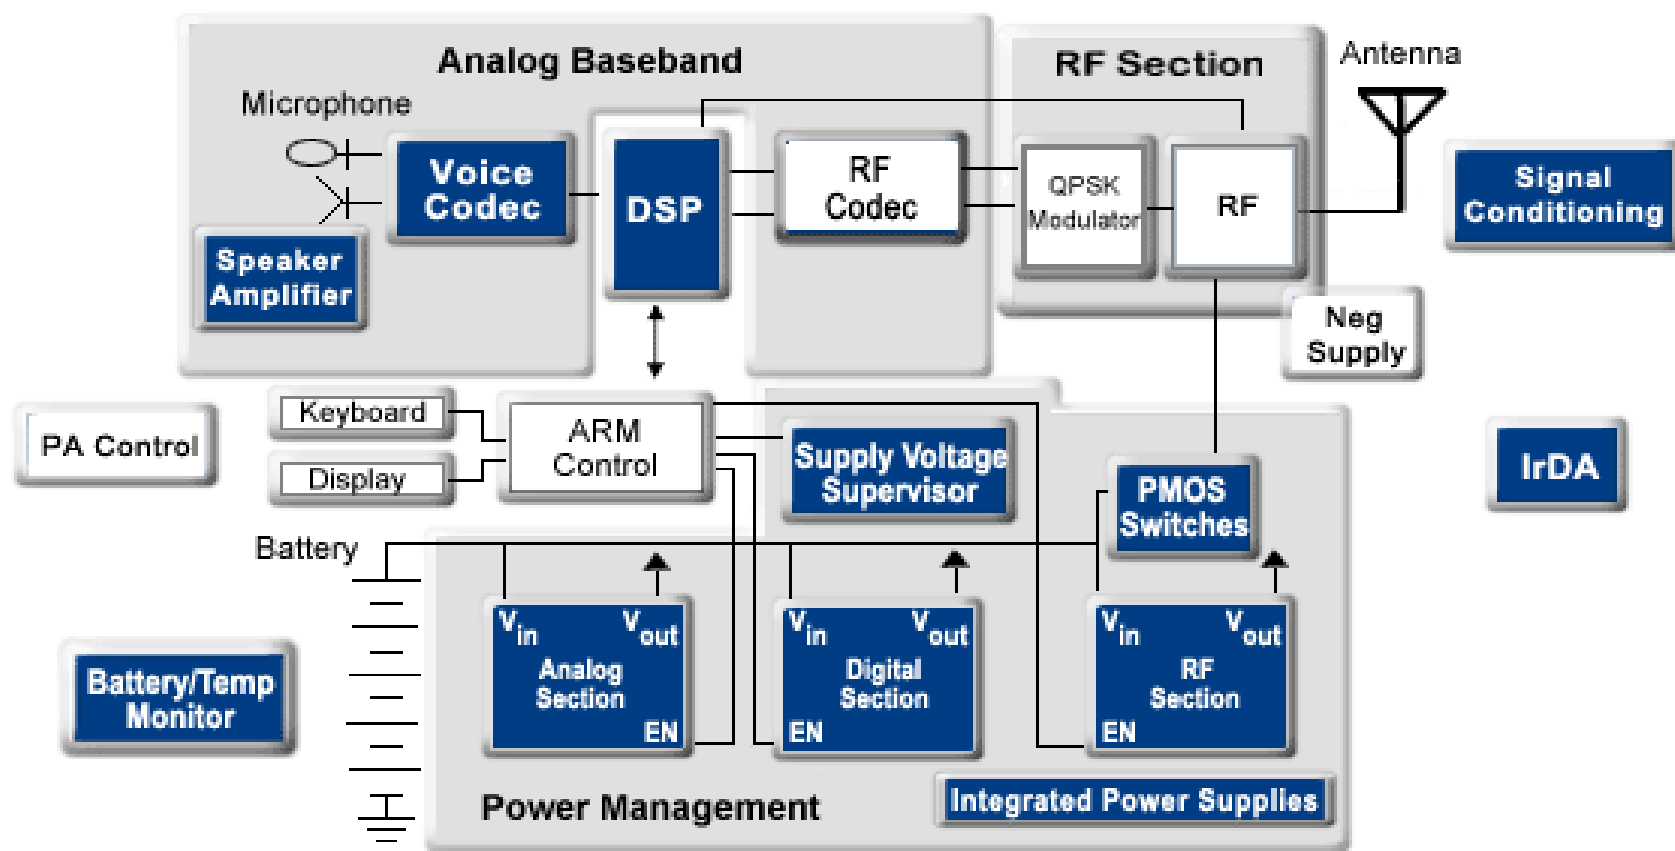 Analog Baseband
RF Section
Antenna
Microphone
Voice
Codec
DSP
RF
Codec
QPSK
Modulator
RF
Signal
Conditioning
Speaker
Amplifier
Neg
Supply
PA Control
Keyboard
Display
ARM
Control
Supply Voltage
Supervisor
PMOS
Switches
IrDA
Battery
Vin
Vout
Analog
Section
EN
Vin
Vout
Digital
Section
EN
Vin
Vout
RF
Section
EN
Battery/Temp
Monitor
Power Management
Integrated Power Supplies